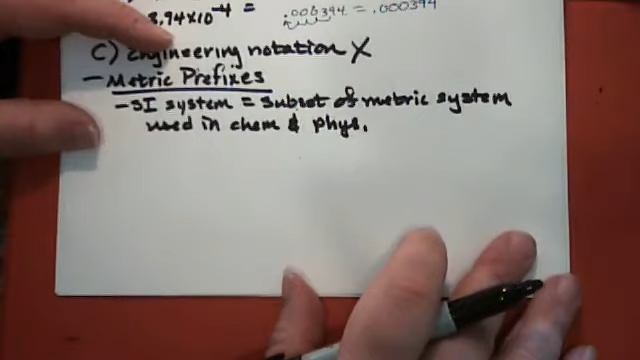 3.94x10⁻⁴ = .000394 = .000394
C) Engineering notation X
- Metric Prefixes
- SI system = subset of metric system
used in chem & phys.